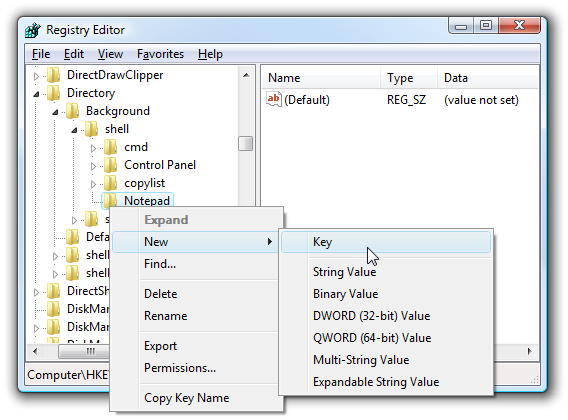 Registry Editor
File Edit View Favorites Help
DirectDrawClipper
Directory
Background
shell
cmd
Control Panel
copylist
Notepad
s
Defa
shell
shell
DirectSh
DiskMan
DiskMan
Computer\HKE
Name Type Data
ab (Default) REG_SZ (value not set)
Expand
New
Find...
Delete
Rename
Export
Permissions...
Copy Key Name
Key
String Value
Binary Value
DWORD (32-bit) Value
QWORD (64-bit) Value
Multi-String Value
Expandable String Value